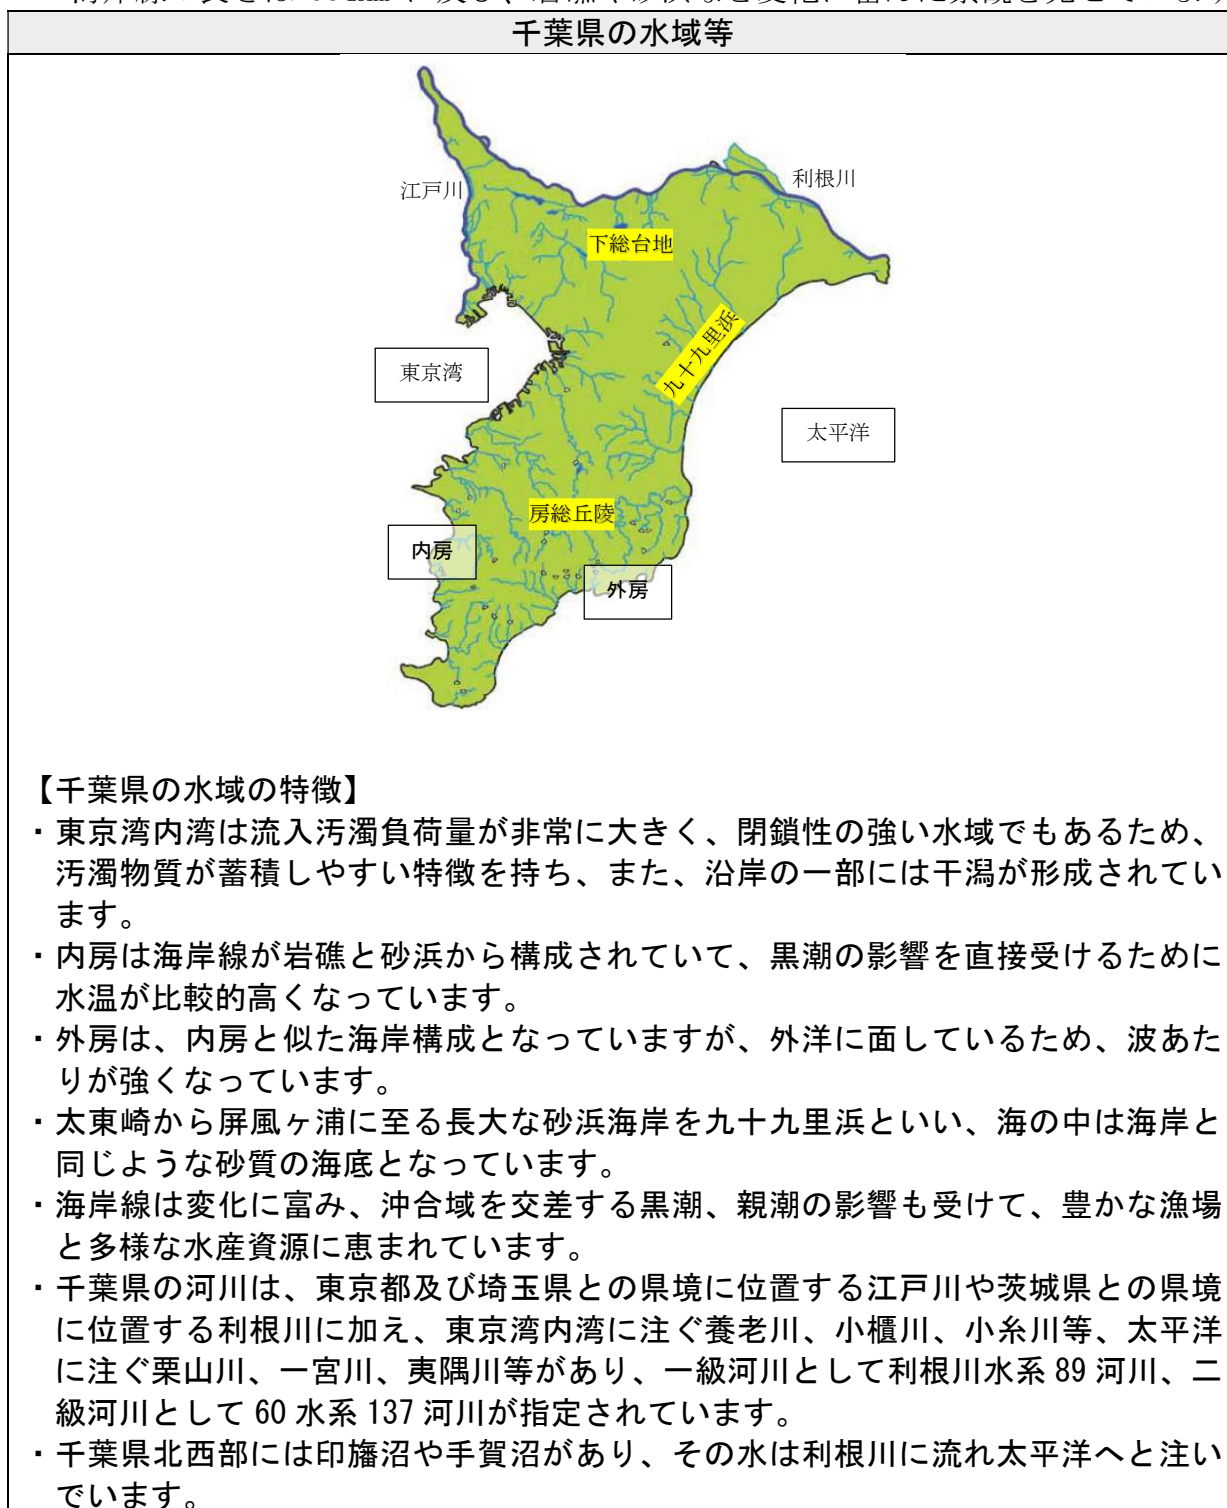 千葉県の水域等
江戸川
利根川
下総台地
九十九里浜
東京湾
太平洋
房総丘陵
内房
外房
【千葉県の水域の特徴】
・東京湾内湾は流入汚濁負荷量が非常に大きく、閉鎖性の強い水域でもあるため、
汚濁物質が蓄積しやすい特徴を持ち、また、沿岸の一部には干潟が形成されてい
ます。
・内房は海岸線が岩礁と砂浜から構成されていて、黒潮の影響を直接受けるために
水温が比較的高くなっています。
・外房は、内房と似た海岸構成となっていますが、外洋に面しているため、波あた
りが強くなっています。
・太東崎から屏風ヶ浦に至る長大な砂浜海岸を九十九里浜といい、海の中は海岸と
同じような砂質の海底となっています。
・海岸線は変化に富み、沖合域を交差する黒潮、親潮の影響も受けて、豊かな漁場
と多様な水産資源に恵まれています。
・千葉県の河川は、東京都及び埼玉県との県境に位置する江戸川や茨城県との県境
に位置する利根川に加え、東京湾内湾に注ぐ養老川、小櫃川、小糸川等、太平洋
に注ぐ栗山川、一宮川、夷隅川等があり、一級河川として利根川水系 89 河川、二
級河川として 60 水系 137 河川が指定されています。
・千葉県北西部には印旛沼や手賀沼があり、その水は利根川に流れ太平洋へと注い
でいます。